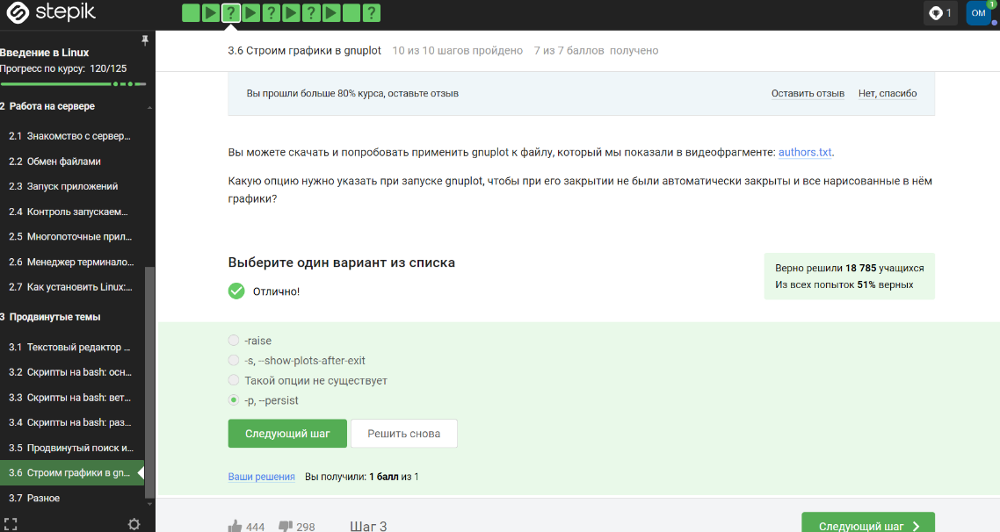 stepik
1
OM
1
Введение в Linux
Прогресс по курсу: 120/125
2 Работа на сервере
2.1 Знакомство с сервер...
2.2 Обмен файлами
2.3 Запуск приложений
2.4 Контроль запускаем...
2.5 Многопоточные прил...
2.6 Менеджер терминало...
2.7 Как установить Linux:...
3 Продвинутые темы
3.1 Текстовый редактор ...
3.2 Скрипты на bash: осн...
3.3 Скрипты на bash: вет...
3.4 Скрипты на bash: раз...
3.5 Продвинутый поиск и...
3.6 Строим графики в gn...
3.7 Разное
3.6 Строим графики в gnuplot 10 из 10 шагов пройдено 7 из 7 баллов получено
Вы прошли больше 80% курса, оставьте отзыв Оставить отзыв Нет, спасибо
Вы можете скачать и попробовать применить gnuplot к файлу, который мы показали в видеофрагменте: authors.txt.
Какую опцию нужно указать при запуске gnuplot, чтобы при его закрытии не были автоматически закрыты и все нарисованные в нём
графики?
Выберите один вариант из списка
Отлично!
Верно решили 18 785 учащихся
Из всех попыток 51% верных
-raise
-s, --show-plots-after-exit
Такой опции не существует
-p, --persist
Следующий шаг Решить снова
Ваши решения Вы получили: 1 балл из 1
444 298 Шаг 3 Следующий шаг